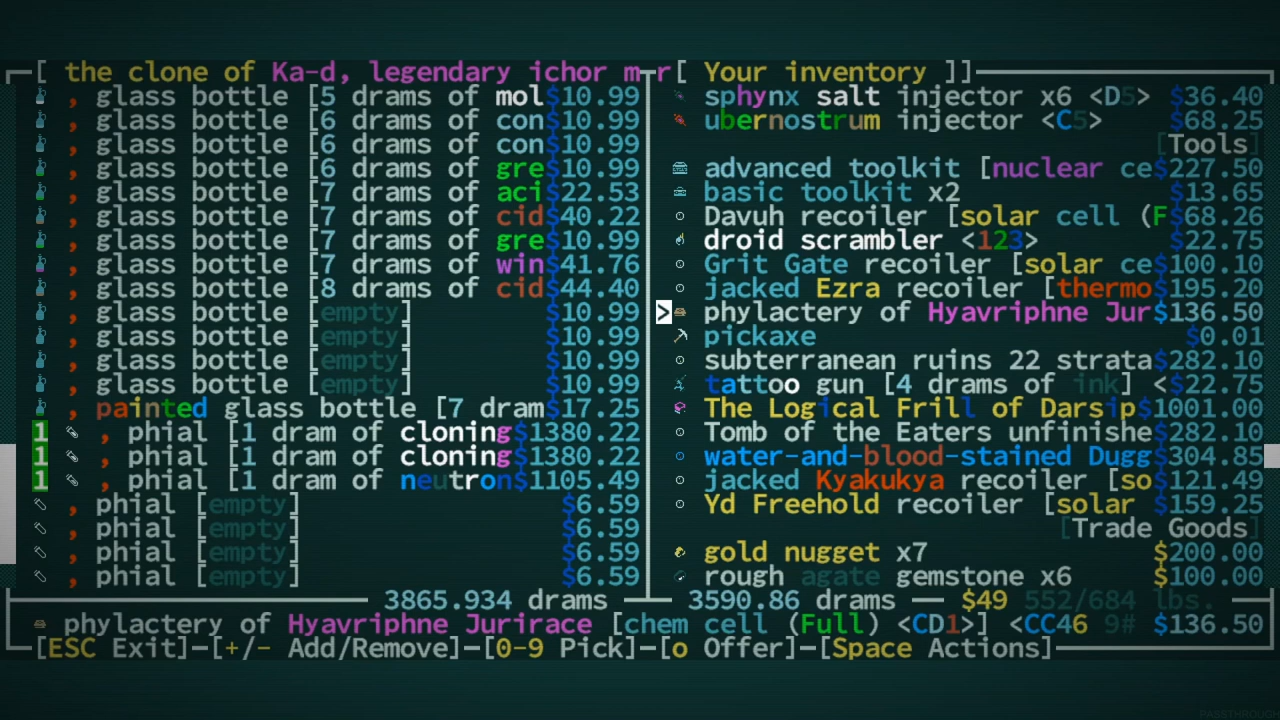 [ the clone of Ka-d, legendary ichor m
, glass bottle [5 drams of mol$10.99
, glass bottle [6 drams of con$10.99
, glass bottle [6 drams of con$10.99
, glass bottle [6 drams of gre$10.99
, glass bottle [7 drams of aci$22.53
, glass bottle [7 drams of cid$40.22
, glass bottle [7 drams of gre$10.99
, glass bottle [7 drams of win$41.76
, glass bottle [8 drams of cid$44.40
, glass bottle [empty] $10.99
, glass bottle [empty] $10.99
, glass bottle [empty] $10.99
, glass bottle [empty] $10.99
, painted glass bottle [7 dram$17.25
1 , phial [1 dram of cloning$1380.22
1 , phial [1 dram of cloning$1380.22
1 , phial [1 dram of neutron$1105.49
, phial [empty] $6.59
, phial [empty] $6.59
, phial [empty] $6.59
, phial [empty] $6.59
3865.934 drams
r[ Your inventory ]]
sphynx salt injector x6 <D5> $36.40
ubernostrum injector <C5> $68.25
[Tools]
advanced toolkit [nuclear ce$227.50
basic toolkit x2 $13.65
Davuh recoiler [solar cell (F$68.26
droid scrambler <123> $22.75
Grit Gate recoiler [solar ce$100.10
jacked Ezra recoiler [thermo$195.20
> phylactery of Hyavriphne Jur$136.50
pickaxe $0.01
subterranean ruins 22 strata$282.10
tattoo gun [4 drams of ink] <$22.75
The Logical Frill of Darsip$1001.00
Tomb of the Eaters unfinishe$282.10
water-and-blood-stained Dugg$304.85
jacked Kyakukya recoiler [so$121.49
Yd Freehold recoiler [solar $159.25
[Trade Goods]
gold nugget x7 $200.00
rough agate gemstone x6 $100.00
3590.86 drams $49 552/684 lbs.
phylactery of Hyavriphne Jurirace [chem cell (Full) <CD1>] <CC46 9# $136.50
[ESC Exit]-[+/- Add/Remove]-[0-9 Pick]-[o Offer]-[Space Actions]